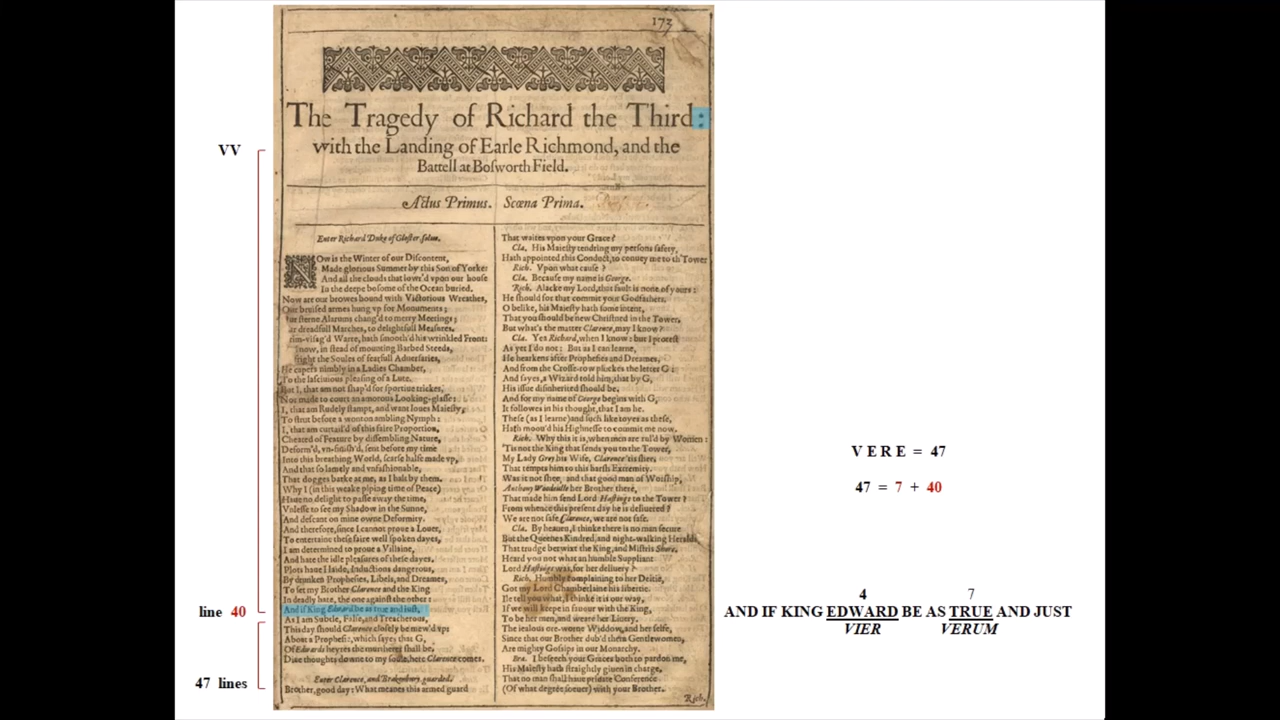 173
The Tragedy of Richard the Third:
with the Landing of Earle Richmond, and the
Battell at Boſworth Field.
Actus Primus. Scœna Prima.
Enter Richard Duke of Gloſter, ſolus.
NOw is the Winter of our Diſcontent,
Made glorious Summer by this Son of Yorke:
And all the clouds that lowr'd vpon our houſe
In the deepe boſome of the Ocean buried.
Now are our browes bound with Victorious Wreathes,
Our bruiſed armes hung vp for Monuments;
ſterne Alarums chang'd to merry Meetings;
dreadfull Marches, to delightfull Meaſures.
rim-viſag'd Warre, hath ſmooth'd his wrinkled Front:
now, in ſtead of mounting Barbed Steeds,
fright the Soules of fearfull Aduerſaries,
He capers nimbly in a Ladies Chamber,
To the laſciuious pleaſing of a Lute.
But I, that am not ſhap'd for ſportiue trickes,
Nor made to court an amorous Looking-glaſſe:
I, that am Rudely ſtampt, and want loues Maieſty,
To ſtrut before a wonton ambling Nymph:
I, that am curtail'd of this faire Proportion,
Cheated of Feature by diſſembling Nature,
Deform'd, vn-finiſh'd, ſent before my time
Into this breathing World, ſcarſe halfe made vp,
And that ſo lamely and vnfaſhionable,
That dogges barke at me, as I halt by them.
Why I (in this weake piping time of Peace)
Haue no delight to paſſe away the time,
Vnleſſe to ſee my Shadow in the Sunne,
And deſcant on mine owne Deformity.
And therefore, ſince I cannot proue a Louer,
To entertaine theſe faire well ſpoken dayes,
I am determined to proue a Villaine,
And hate the idle pleaſures of theſe dayes.
Plots haue I laide, Inductions dangerous,
By drunken Propheſies, Libels, and Dreames,
To ſet my Brother Clarence and the King
In deadly hate, the one againſt the other:
And if King Edward be as true and iuſt,
As I am Subtle, Falſe, and Treacherous,
This day ſhould Clarence cloſely be mew'd vp:
About a Propheſie, which ſayes that G,
Of Edwards heyres the murtherer ſhall be.
Diue thoughts downe to my ſoule, here Clarence comes.
Enter Clarence, and Brakenbury, guarded.
Brother, good day: What meanes this armed guard
That waites vpon your Grace?
Cla. His Maieſty tendring my perſons ſafety,
Hath appointed this Conduct, to conuey me to th'Tower
Rich. Vpon what cauſe?
Cla. Becauſe my name is George.
Rich. Alacke my Lord, that fault is none of yours:
He ſhould for that commit your Godfathers.
O belike, his Maieſty hath ſome intent,
That you ſhould be new Chriſtned in the Tower,
But what's the matter Clarence, may I know?
Cla. Yea Richard, when I know: but I proteſt
As yet I do not: But as I can learne,
He hearkens after Propheſies and Dreames,
And from the Croſſe-row pluckes the letter G:
And ſayes, a Wizard told him, that by G,
His iſſue diſinherited ſhould be.
And for my name of George begins with G,
It followes in his thought, that I am he.
Theſe (as I learne) and ſuch like toyes as theſe,
Hath moou'd his Highneſſe to commit me now.
Rich. Why this it is, when men are rul'd by Women:
'Tis not the King that ſends you to the Tower,
My Lady Grey his Wife, Clarence 'tis ſhee.
That tempts him to this harſh Extremity.
Was it not ſhee, and that good man of Worſhip,
Anthony Woodeulle her Brother there,
That made him ſend Lord Haſtings to the Tower?
From whence this preſent day he is deliuered?
We are not ſafe Clarence, we are not ſafe.
Cla. By heauen, I thinke there is no man ſecure
But the Queenes Kindred, and night-walking Heralds,
That trudge betwixt the King, and Miſtris Shore.
Heard you not what an humble Suppliant
Lord Haſtings was, for her deliuery?
Rich. Humbly complaining to her Deitie,
Got my Lord Chamberlaine his libertie.
Ile tell you what, I thinke it is our way,
If we will keepe in fauour with the King,
To be her men, and weare her Liuery.
The iealous ore-worne Widdow, and her ſelfe,
Since that our Brother dub'd them Gentlewomen,
Are mighty Goſsips in our Monarchy.
Bra. I beſeech your Graces both to pardon me,
His Maieſty hath ſtraightly giuen in charge,
That no man ſhall haue priuate Conference
(Of what degree ſoeuer) with your Brother.
Rich.
VV
line 40
47 lines
V E R E = 47
47 = 7 + 40
4 7
AND IF KING EDWARD BE AS TRUE AND JUST
VIER VERUM